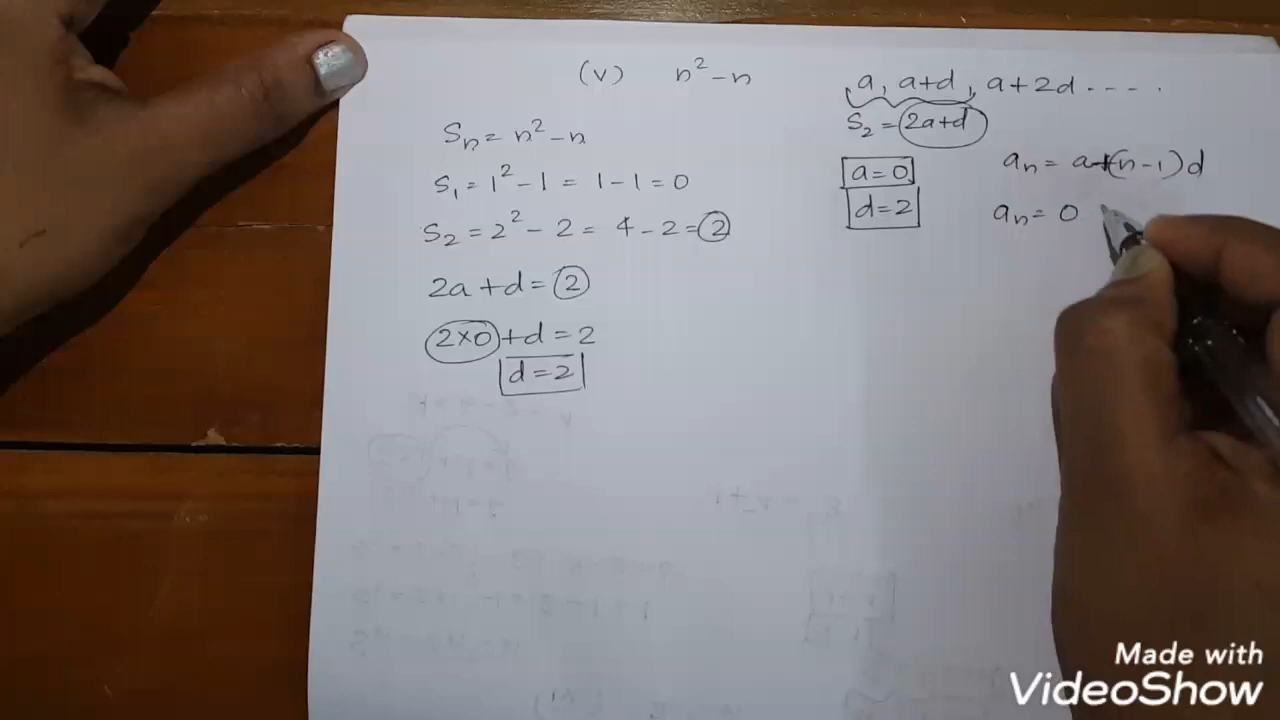 (v) n² - n
Sₙ = n² - n
S₁ = 1² - 1 = 1 - 1 = 0
S₂ = 2² - 2 = 4 - 2 = 2
2a + d = 2
2×0 + d = 2
d = 2
a, a+d, a+2d ----.
S₂ = 2a+d
a = 0
d = 2
aₙ = a+(n-1)d
aₙ = 0
Made with
VideoShow